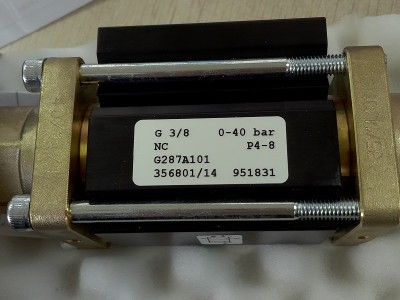 G 3/8 0-40 bar
NC P4-8
G287A101
356801/14 951831